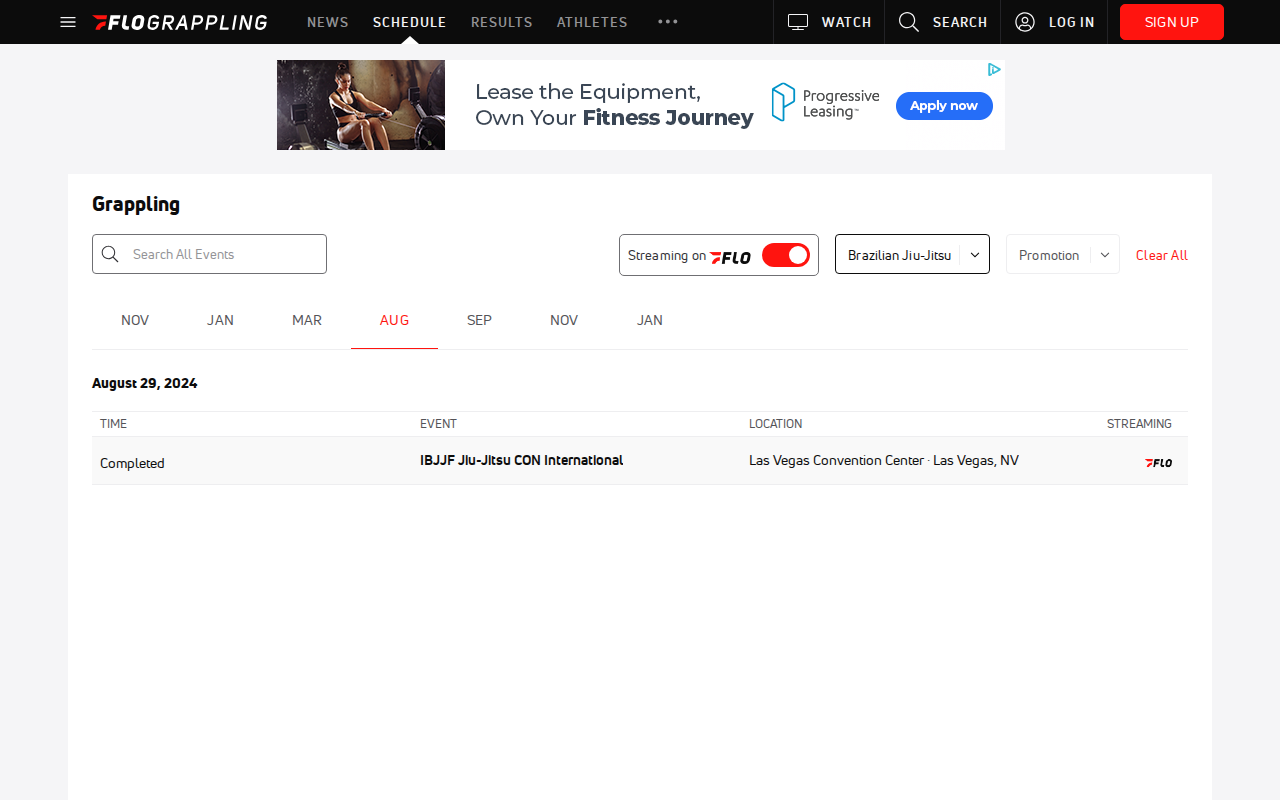 FLOGRAPPLING NEWS SCHEDULE RESULTS ATHLETES WATCH SEARCH LOG IN SIGN UP
Lease the Equipment,
Own Your Fitness Journey
Progressive
Leasing
Apply now
Grappling
Search All Events
Streaming on FLO
Brazilian Jiu-Jitsu
Promotion
Clear All
NOV JAN MAR AUG SEP NOV JAN
August 29, 2024
TIME EVENT LOCATION STREAMING
Completed IBJJF Jiu-Jitsu CON International Las Vegas Convention Center · Las Vegas, NV FLO